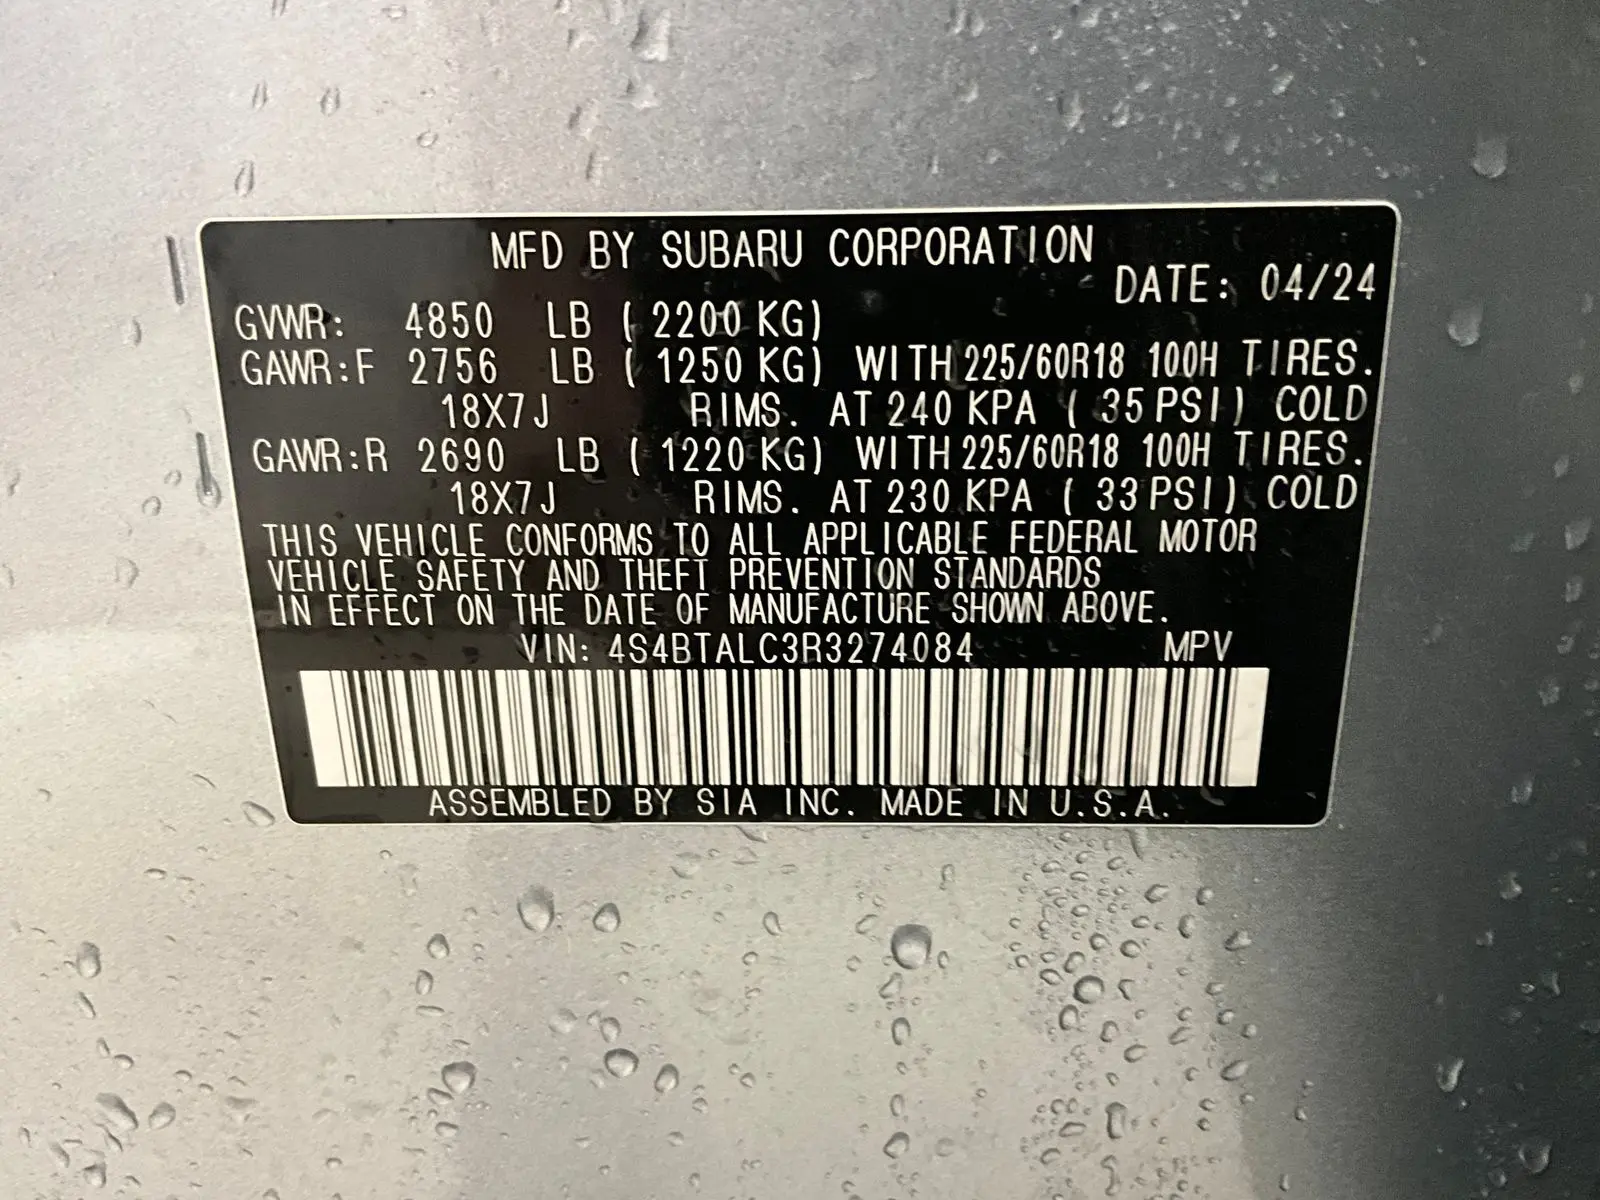 MFD BY SUBARU CORPORATION
DATE: 04/24
GVWR: 4850 LB ( 2200 KG)
GAWR:F 2756 LB ( 1250 KG) WITH 225/60R18 100H TIRES.
18X7J RIMS. AT 240 KPA ( 35 PSI) COLD
GAWR:R 2690 LB ( 1220 KG) WITH 225/60R18 100H TIRES.
18X7J RIMS. AT 230 KPA ( 33 PSI) COLD
THIS VEHICLE CONFORMS TO ALL APPLICABLE FEDERAL MOTOR
VEHICLE SAFETY AND THEFT PREVENTION STANDARDS
IN EFFECT ON THE DATE OF MANUFACTURE SHOWN ABOVE.
VIN: 4S4BTALC3R3274084 MPV
ASSEMBLED BY SIA INC. MADE IN U.S.A.